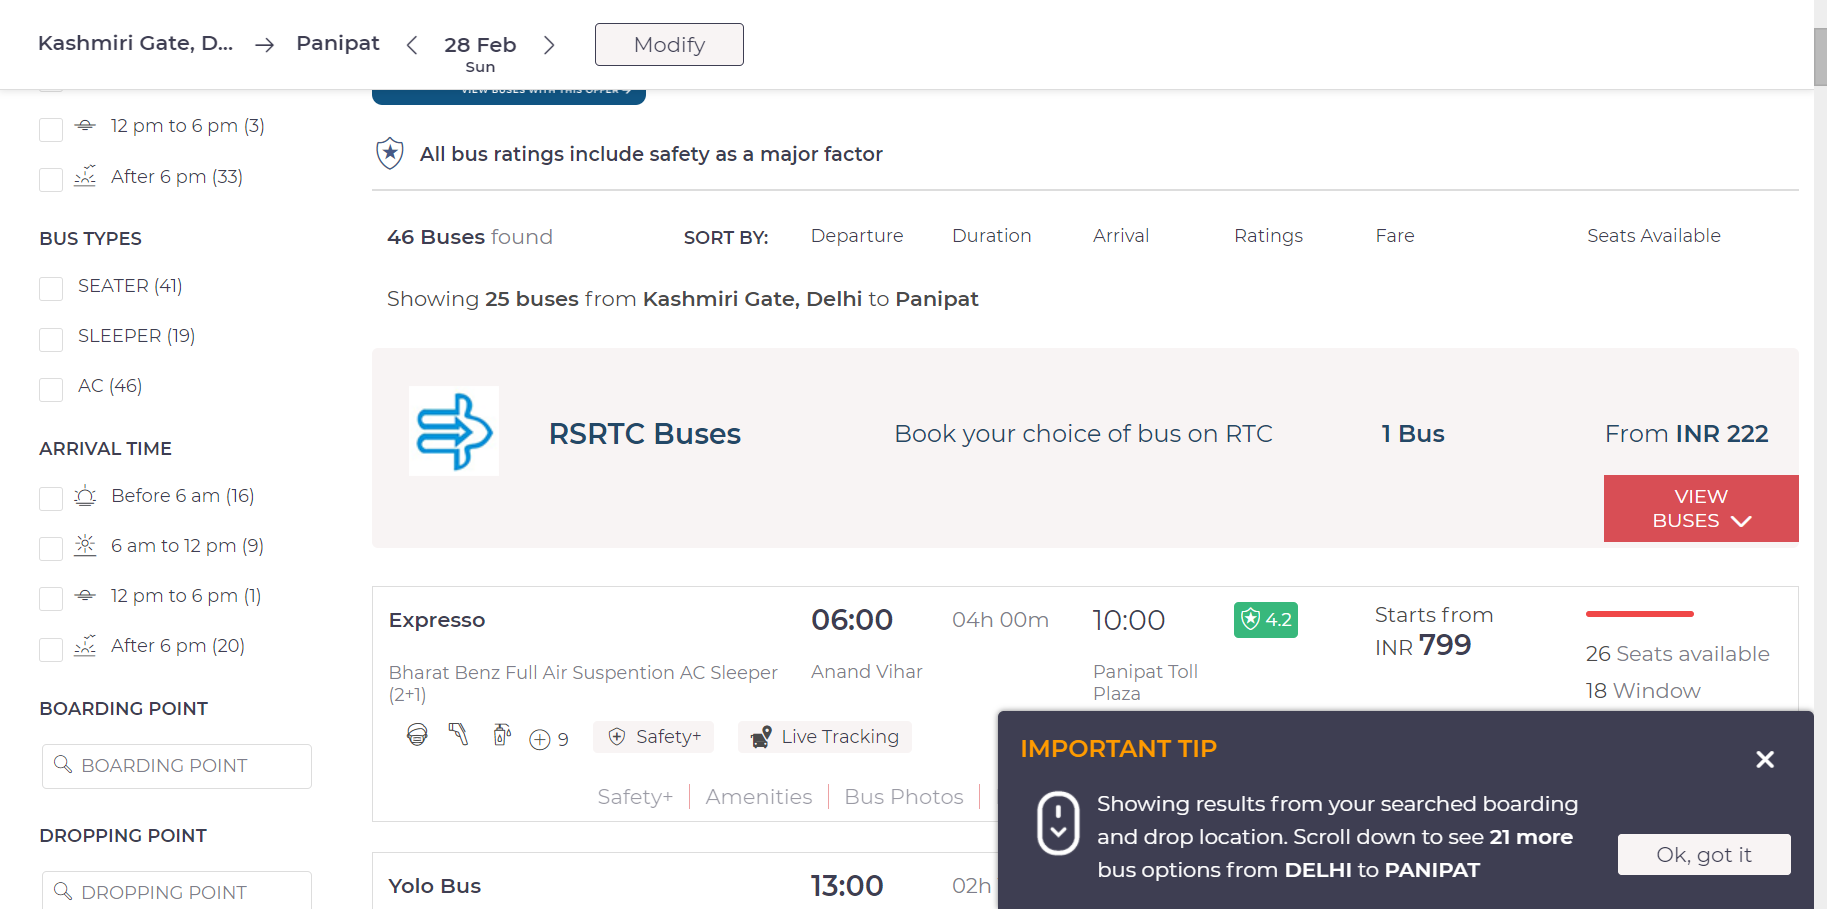 Kashmiri Gate, D... → Panipat < 28 Feb > Modify
Sun
VIEW BUSES WITH THIS OFFER →
12 pm to 6 pm (3)
After 6 pm (33)
BUS TYPES
SEATER (41)
SLEEPER (19)
AC (46)
ARRIVAL TIME
Before 6 am (16)
6 am to 12 pm (9)
12 pm to 6 pm (1)
After 6 pm (20)
BOARDING POINT
BOARDING POINT
DROPPING POINT
DROPPING POINT
All bus ratings include safety as a major factor
46 Buses found SORT BY: Departure Duration Arrival Ratings Fare Seats Available
Showing 25 buses from Kashmiri Gate, Delhi to Panipat
RSRTC Buses Book your choice of bus on RTC 1 Bus From INR 222
VIEW
BUSES
Expresso 06:00 04h 00m 10:00 4.2 Starts from
INR 799
26 Seats available
18 Window
Bharat Benz Full Air Suspention AC Sleeper
(2+1)
Anand Vihar
Panipat Toll
Plaza
9 Safety+ Live Tracking
Safety+ Amenities Bus Photos
Yolo Bus 13:00 02h
IMPORTANT TIP
Showing results from your searched boarding
and drop location. Scroll down to see 21 more
bus options from DELHI to PANIPAT
Ok, got it